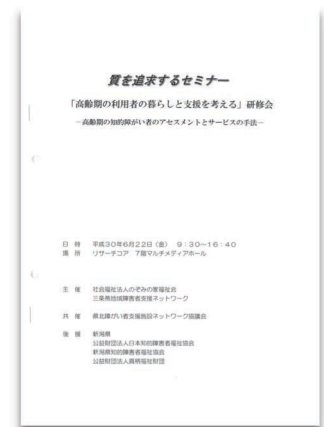 質を追求するセミナー
「高齢期の利用者の暮らしと支援を考える」研修会
－高齢期の知的障がい者のアセスメントとサービスの手法－
日 時 平成30年6月22日（金） 9：30～16：40
場 所 リサーチコア 7階マルチメディアホール
主 催 社会福祉法人のぞみの家福祉会
三条市地域障害者支援ネットワーク
共 催 県北障がい者支援施設ネットワーク協議会
後 援 新潟県
公益財団法人日本知的障害者福祉協会
新潟県知的障害者福祉協会
公益財団法人真柄福祉財団